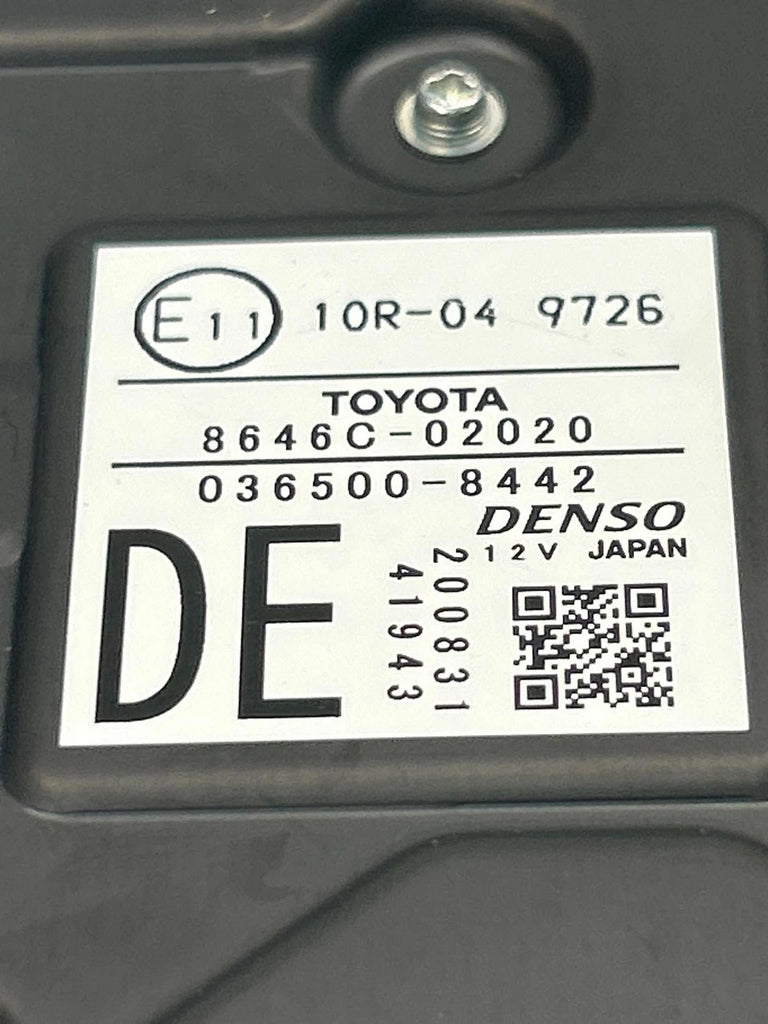 E11 10R-04 9726
TOYOTA
8646C-02020
036500-8442
DENSO
12V JAPAN
DE
200831
41943